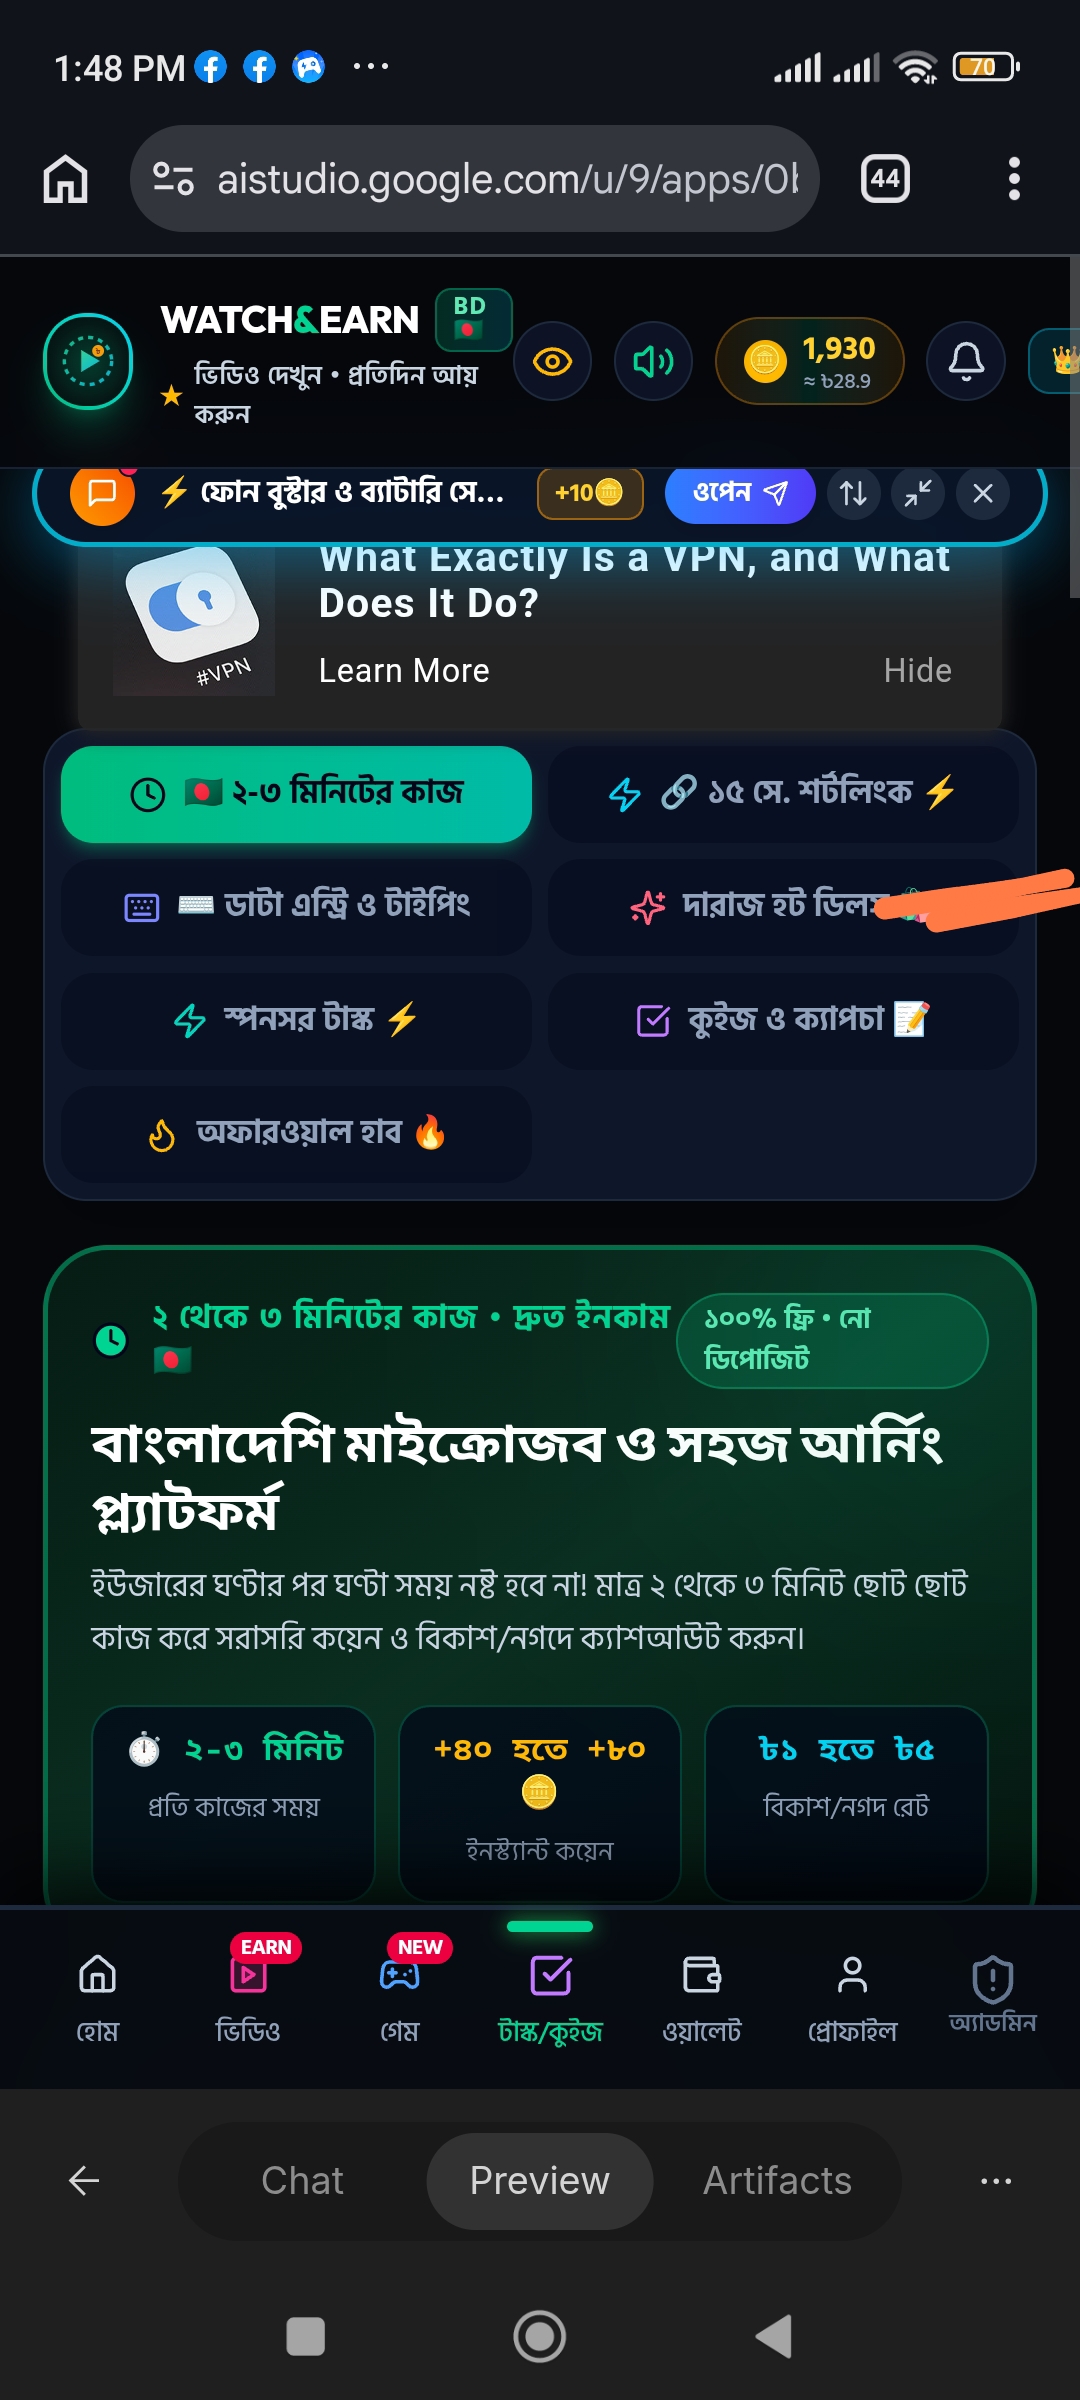 1:48 PM
70
aistudio.google.com/u/9/apps/0
44
WATCH&EARN
BD
ভিডিও দেখুন • প্রতিদিন আয়
করুন
1,930
≈ ৳28.9
⚡ ফোন বুস্টার ও ব্যাটারি সে...
+10🪙
ওপেন
What Exactly Is a VPN, and What
Does It Do?
#VPN
Learn More
Hide
🇧🇩 ২-৩ মিনিটের কাজ
🔗 ১৫ সে. শর্টলিংক ⚡
⌨️ ডাটা এন্ট্রি ও টাইপিং
দারাজ হট
স্পনসর টাস্ক ⚡
কুইজ ও ক্যাপচা 📝
অফারওয়াল হাব 🔥
২ থেকে ৩ মিনিটের কাজ • দ্রুত ইনকাম
🇧🇩
১০০% ফ্রি • নো
ডিপোজিট
বাংলাদেশি মাইক্রোজব ও সহজ আর্নিং
প্ল্যাটফর্ম
ইউজারের ঘণ্টার পর ঘণ্টা সময় নষ্ট হবে না! মাত্র ২ থেকে ৩ মিনিট ছোট ছোট
কাজ করে সরাসরি কয়েন ও বিকাশ/নগদে ক্যাশআউট করুন।
⏱️ ২-৩ মিনিট
প্রতি কাজের সময়
+৪০ হতে +৮০
🪙
ইনস্ট্যান্ট কয়েন
৳১ হতে ৳৫
বিকাশ/নগদ রেট
EARN
NEW
হোম
ভিডিও
গেম
টাস্ক/কুইজ
ওয়ালেট
প্রোফাইল
অ্যাডমিন
Chat
Preview
Artifacts